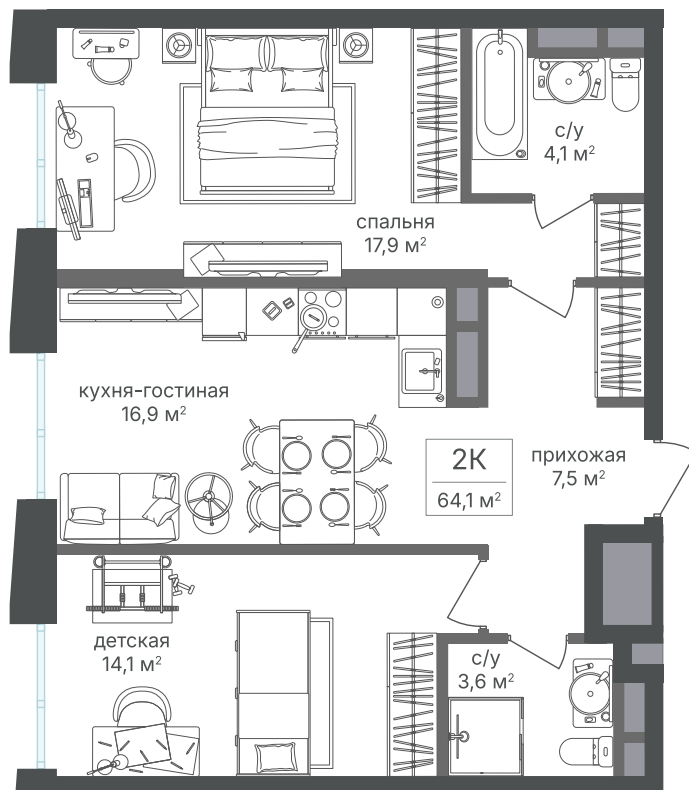 с/у
4,1 м²
спальня
17,9 м²
кухня-гостиная
16,9 м²
2К
64,1 м²
прихожая
7,5 м²
детская
14,1 м²
с/у
3,6 м²